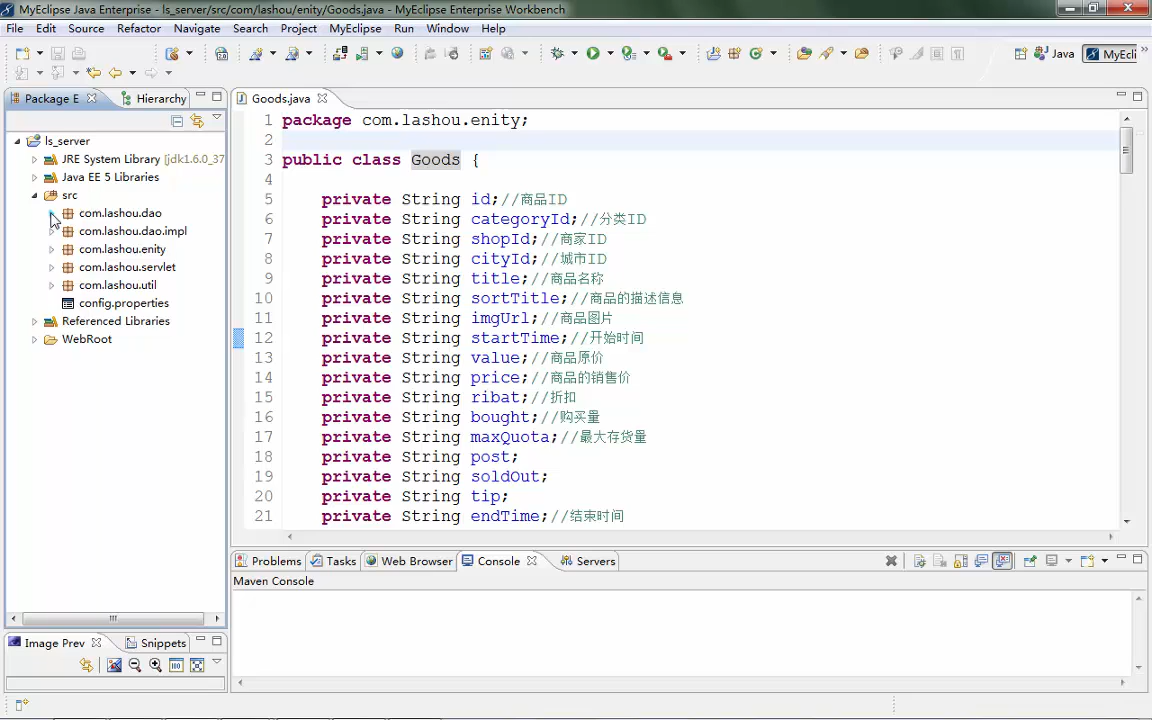 MyEclipse Java Enterprise - ls_server/src/com/lashou/enity/Goods.java - MyEclipse Enterprise Workbench
File Edit Source Refactor Navigate Search Project MyEclipse Run Window Help
Java MyEcli
Package E Hierarchy
Goods.java
ls_server
JRE System Library [jdk1.6.0_37
Java EE 5 Libraries
src
com.lashou.dao
com.lashou.dao.impl
com.lashou.enity
com.lashou.servlet
com.lashou.util
config.properties
Referenced Libraries
WebRoot
1 package com.lashou.enity;
2
3 public class Goods {
4
5 private String id;//商品ID
6 private String categoryId;//分类ID
7 private String shopId;//商家ID
8 private String cityId;//城市ID
9 private String title;//商品名称
10 private String sortTitle;//商品的描述信息
11 private String imgUrl;//商品图片
12 private String startTime;//开始时间
13 private String value;//商品原价
14 private String price;//商品的销售价
15 private String ribat;//折扣
16 private String bought;//购买量
17 private String maxQuota;//最大存货量
18 private String post;
19 private String soldOut;
20 private String tip;
21 private String endTime;//结束时间
Problems Tasks Web Browser Console Servers
Maven Console
Image Prev Snippets